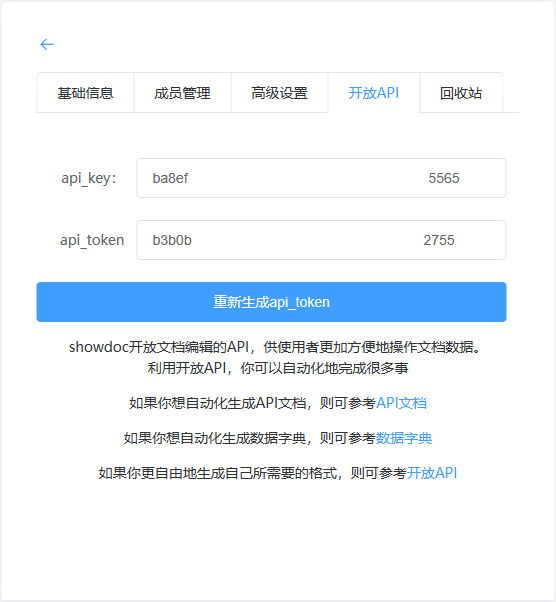 ←
基础信息 成员管理 高级设置 开放API 回收站
api_key： ba8ef 5565
api_token b3b0b 2755
重新生成api_token
showdoc开放文档编辑的API，供使用者更加方便地操作文档数据。
利用开放API，你可以自动化地完成很多事
如果你想自动化生成API文档，则可参考API文档
如果你想自动化生成数据字典，则可参考数据字典
如果你更自由地生成自己所需要的格式，则可参考开放API